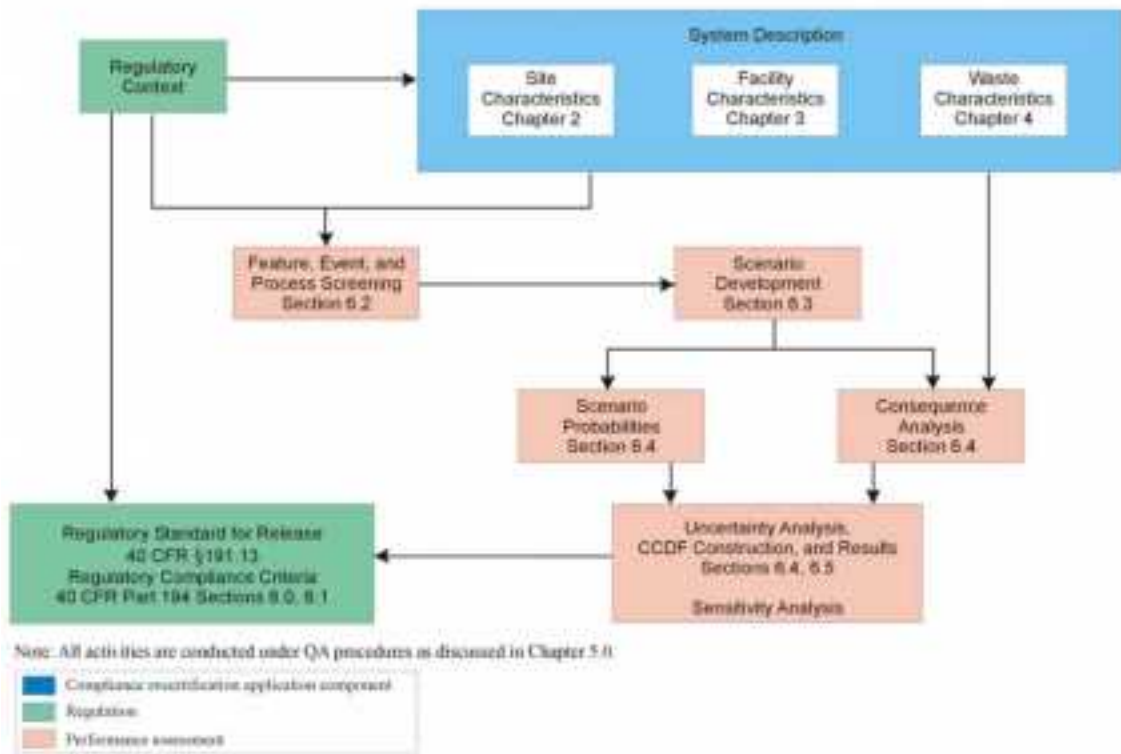 System Description
Regulatory
Context
Site
Characteristics
Chapter 2
Facility
Characteristics
Chapter 3
Waste
Characteristics
Chapter 4
Feature, Event, and
Process Screening
Section 6.2
Scenario
Development
Section 6.3
Scenario
Probabilities
Section 6.4
Consequence
Analysis
Section 6.4
Regulatory Standard for Release
40 CFR §191.13
Regulatory Compliance Criteria
40 CFR Part 194 Sections 6.0, 6.1
Uncertainty Analysis,
CCDF Construction, and Results
Sections 6.4, 6.5
Sensitivity Analysis
Note: All activities are conducted under QA procedures as discussed in Chapter 5.0
Compliance recertification application component
Regulation
Performance assessment